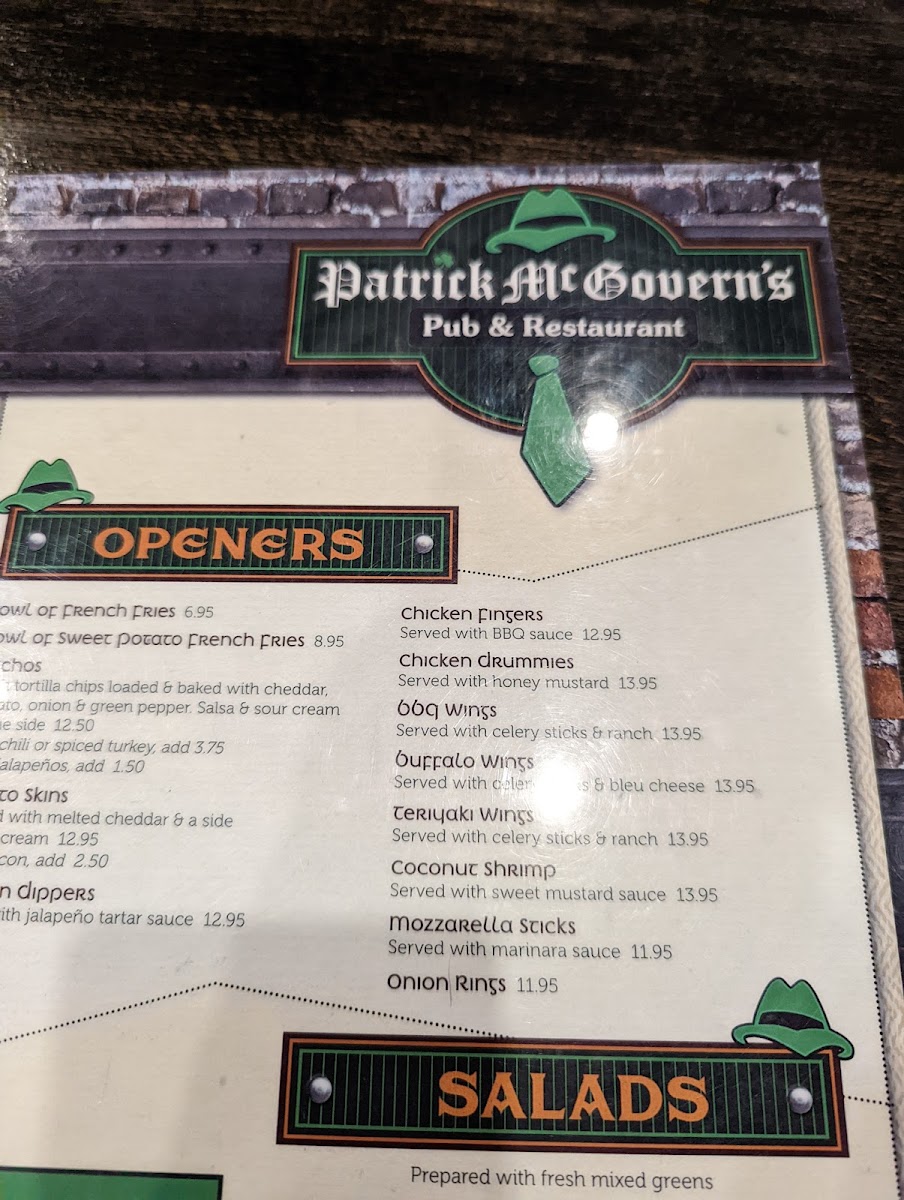 Patrick McGovern's
Pub & Restaurant
OPENERS
owl of French Fries 6.95
owl of Sweet Potato French Fries 8.95
chos
tortilla chips loaded & baked with cheddar,
ato, onion & green pepper. Salsa & sour cream
e side 12.50
chili or spiced turkey, add 3.75
alapeños, add 1.50
to Skins
d with melted cheddar & a side
cream 12.95
con, add 2.50
n Dippers
ith jalapeño tartar sauce 12.95
Chicken Fingers
Served with BBQ sauce 12.95
Chicken Drummies
Served with honey mustard 13.95
BBQ Wings
Served with celery sticks & ranch 13.95
Buffalo Wings
Served with & bleu cheese 13.95
Teriyaki Wings
Served with celery sticks & ranch 13.95
Coconut Shrimp
Served with sweet mustard sauce 13.95
Mozzarella Sticks
Served with marinara sauce 11.95
Onion Rings 11.95
SALADS
Prepared with fresh mixed greens